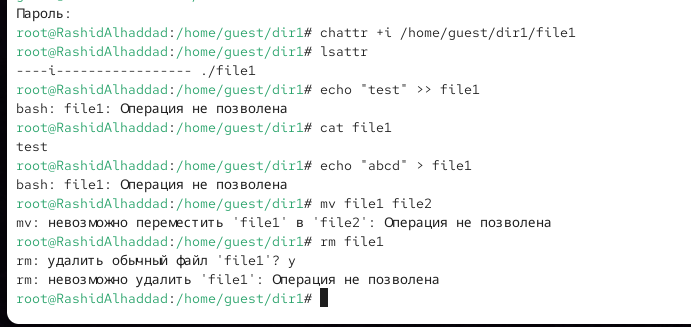 Пароль:
root@RashidAlhaddad:/home/guest/dir1# chattr +i /home/guest/dir1/file1
root@RashidAlhaddad:/home/guest/dir1# lsattr
----i----------------- ./file1
root@RashidAlhaddad:/home/guest/dir1# echo "test" >> file1
bash: file1: Операция не позволена
root@RashidAlhaddad:/home/guest/dir1# cat file1
test
root@RashidAlhaddad:/home/guest/dir1# echo "abcd" > file1
bash: file1: Операция не позволена
root@RashidAlhaddad:/home/guest/dir1# mv file1 file2
mv: невозможно переместить 'file1' в 'file2': Операция не позволена
root@RashidAlhaddad:/home/guest/dir1# rm file1
rm: удалить обычный файл 'file1'? y
rm: невозможно удалить 'file1': Операция не позволена
root@RashidAlhaddad:/home/guest/dir1#